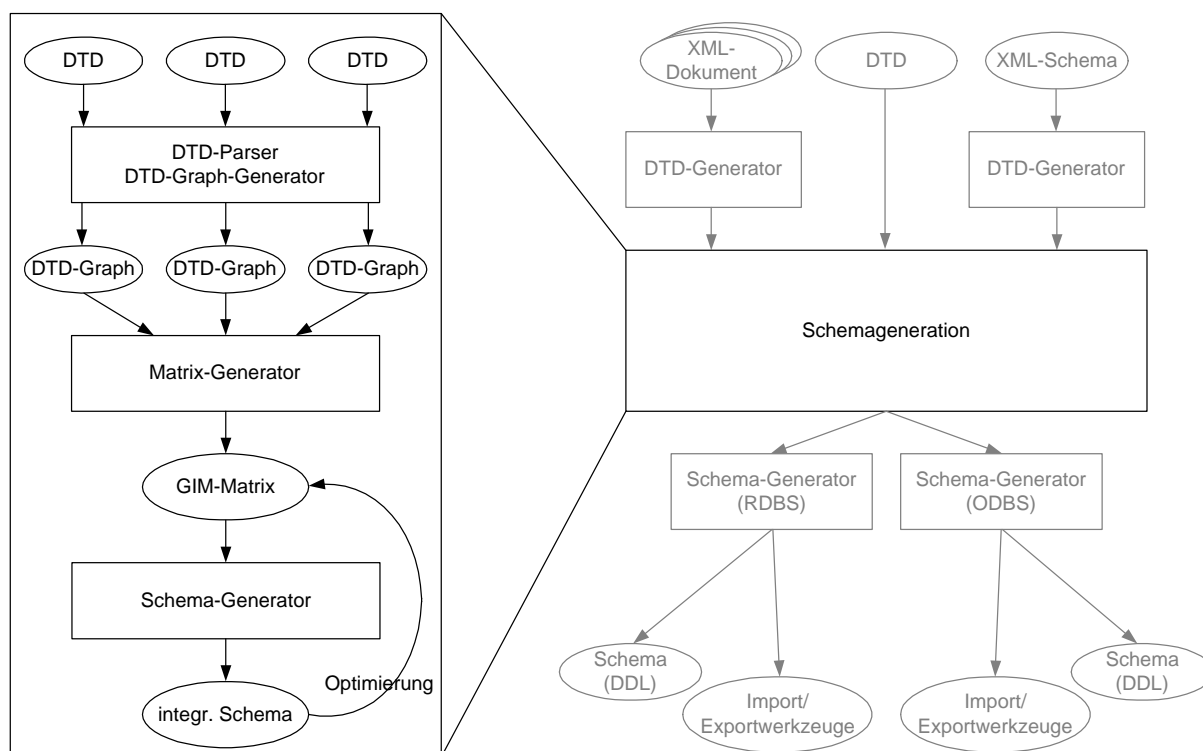 DTD
DTD
DTD
DTD-Parser
DTD-Graph-Generator
DTD-Graph
DTD-Graph
DTD-Graph
Matrix-Generator
GIM-Matrix
Schema-Generator
Optimierung
integr. Schema
XML-
Dokument
DTD
XML-Schema
DTD-Generator
DTD-Generator
Schemageneration
Schema-Generator
(RDBS)
Schema-Generator
(ODBS)
Schema
(DDL)
Import/
Exportwerkzeuge
Import/
Exportwerkzeuge
Schema
(DDL)